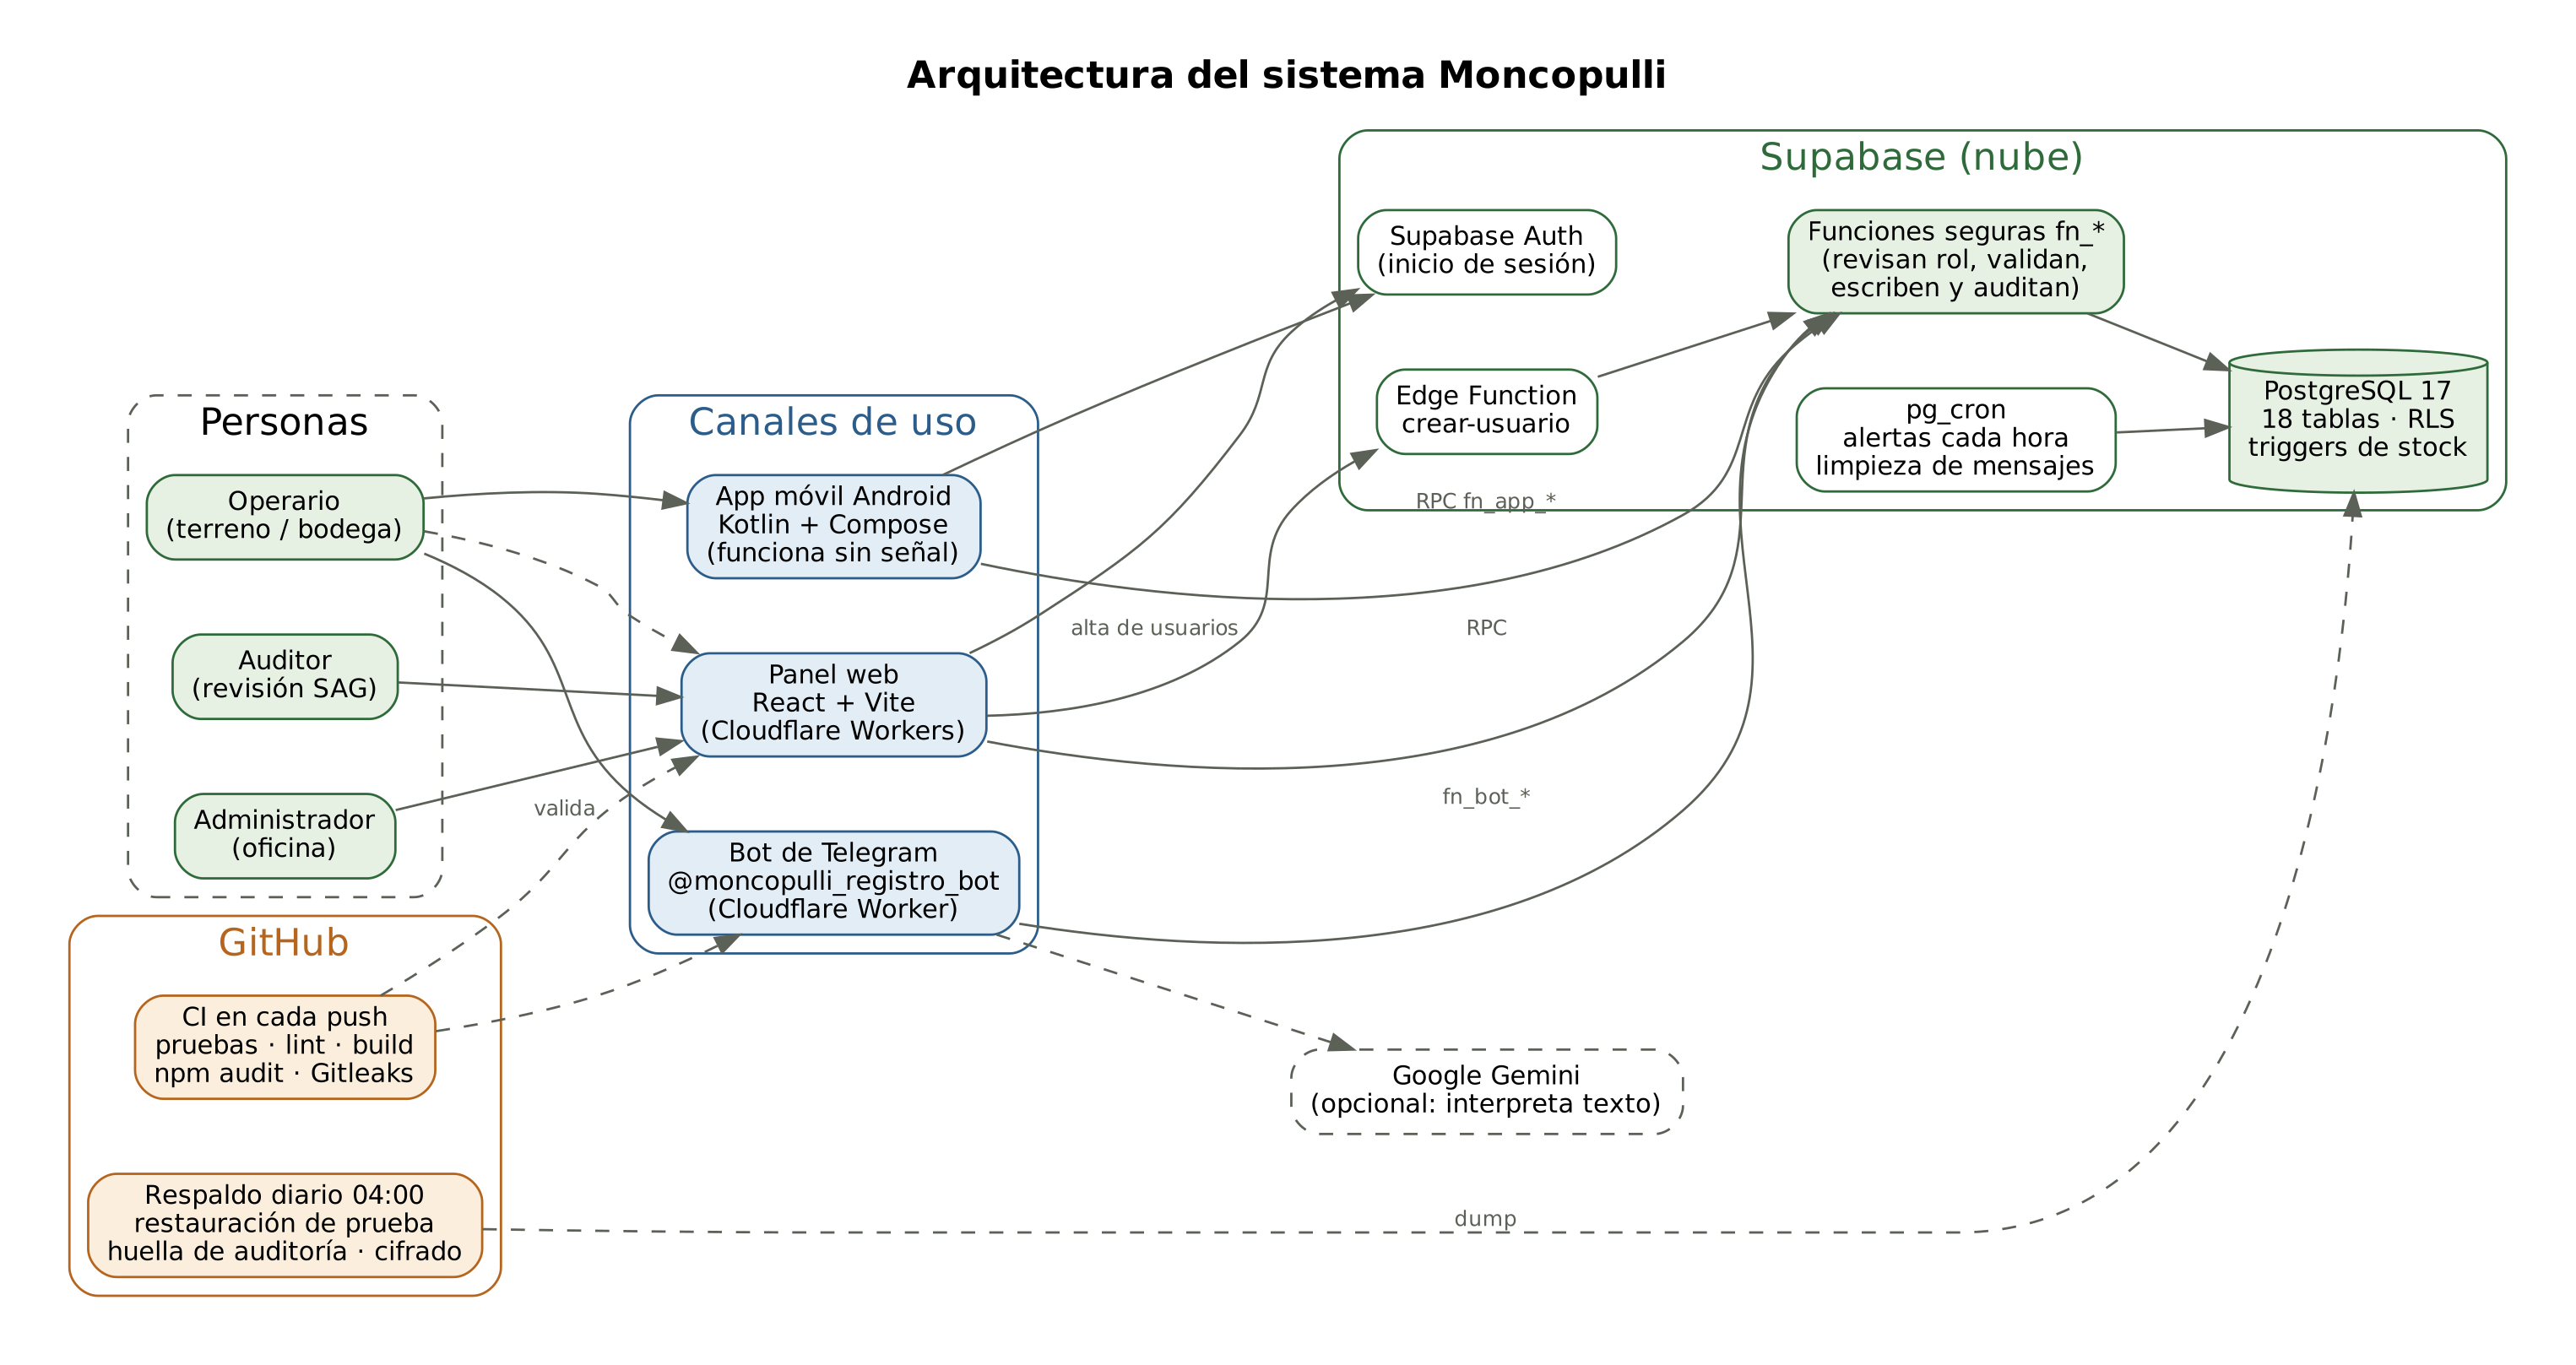 Arquitectura del sistema Moncopulli
Supabase (nube)
Supabase Auth
(inicio de sesión)
Funciones seguras fn_*
(revisan rol, validan,
escriben y auditan)
Edge Function
crear-usuario
pg_cron
alertas cada hora
limpieza de mensajes
PostgreSQL 17
18 tablas · RLS
triggers de stock
Personas
Operario
(terreno / bodega)
Auditor
(revisión SAG)
Administrador
(oficina)
Canales de uso
App móvil Android
Kotlin + Compose
(funciona sin señal)
Panel web
React + Vite
(Cloudflare Workers)
Bot de Telegram
@moncopulli_registro_bot
(Cloudflare Worker)
RPC fn_app_*
alta de usuarios
RPC
fn_bot_*
valida
GitHub
CI en cada push
pruebas · lint · build
npm audit · Gitleaks
Respaldo diario 04:00
restauración de prueba
huella de auditoría · cifrado
Google Gemini
(opcional: interpreta texto)
dump